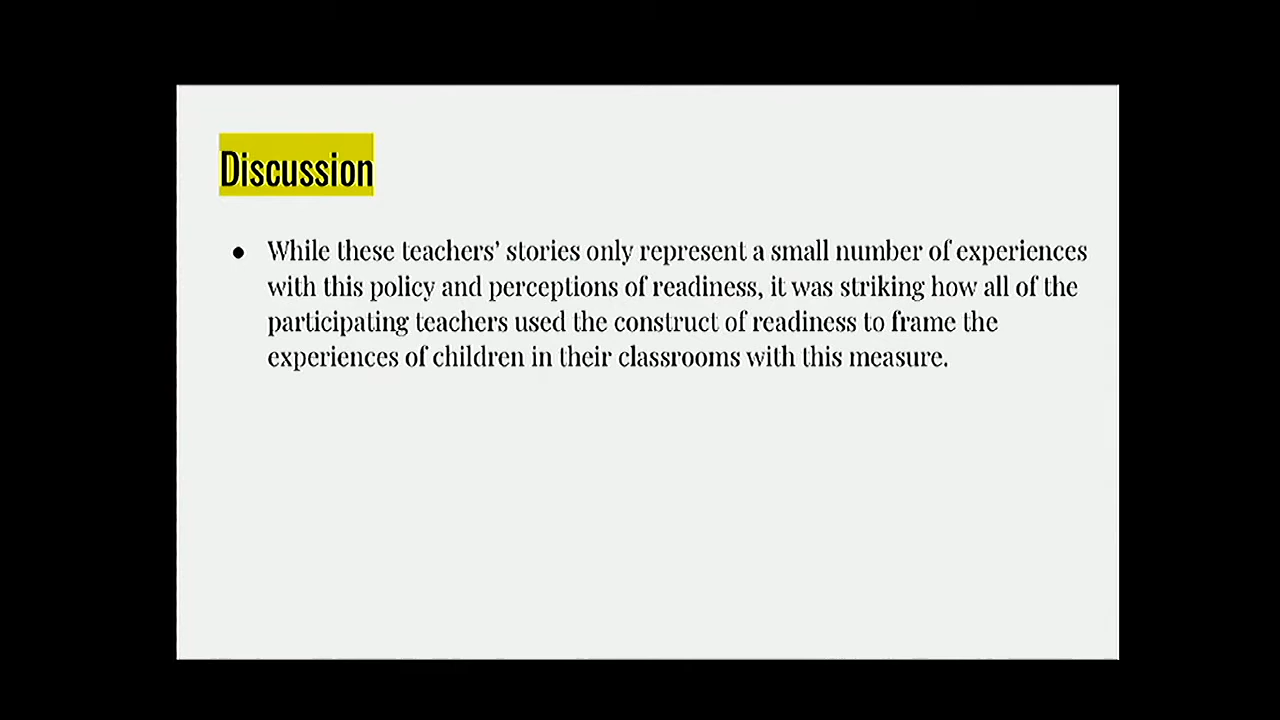 Discussion
● While these teachers’ stories only represent a small number of experiences
with this policy and perceptions of readiness, it was striking how all of the
participating teachers used the construct of readiness to frame the
experiences of children in their classrooms with this measure.